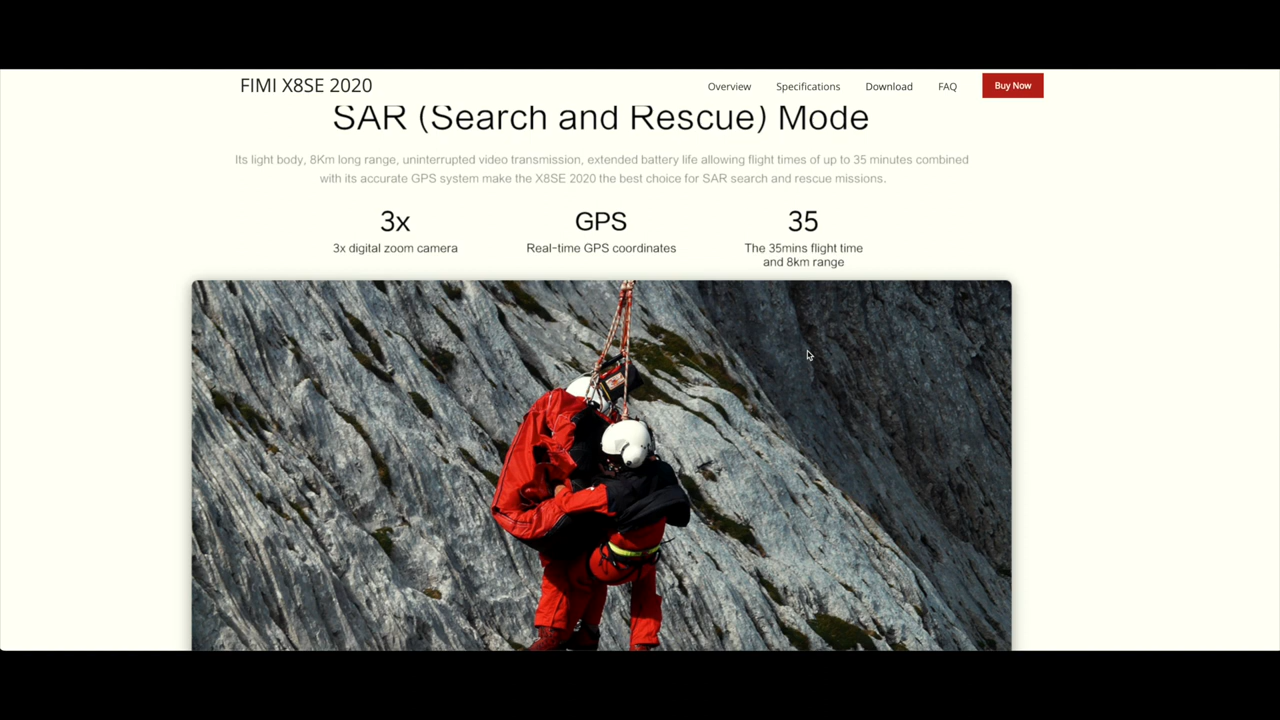 FIMI X8SE 2020
Overview
Specifications
Download
FAQ
Buy Now
SAR (Search and Rescue) Mode
Its light body, 8Km long range, uninterrupted video transmission, extended battery life allowing flight times of up to 35 minutes combined
with its accurate GPS system make the X8SE 2020 the best choice for SAR search and rescue missions.
3x
3x digital zoom camera
GPS
Real-time GPS coordinates
35
The 35mins flight time
and 8km range